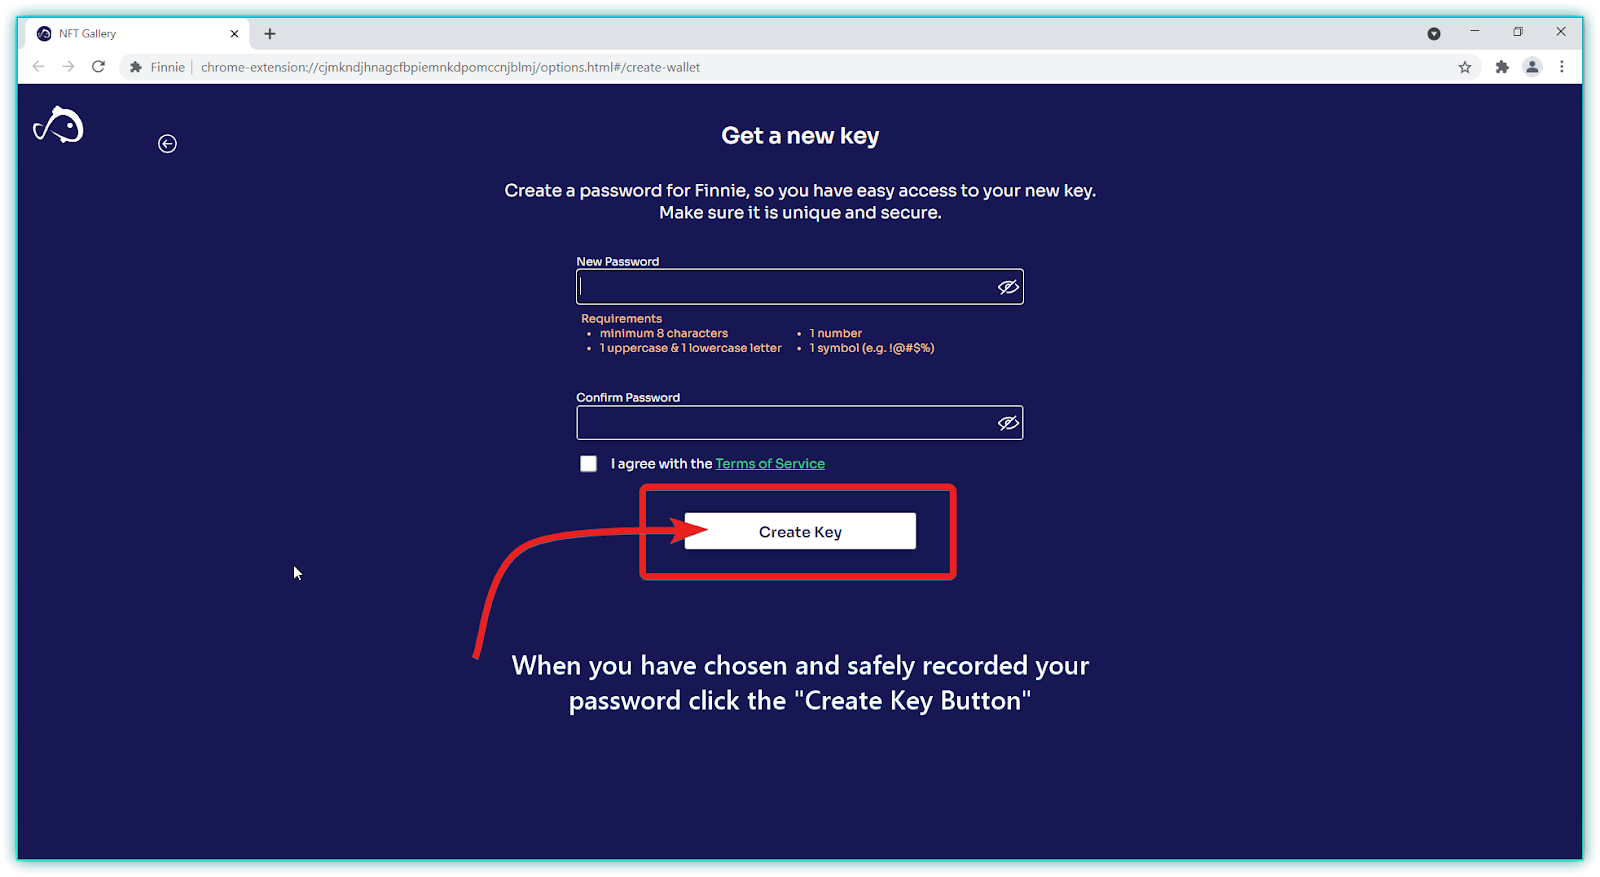 NFT Gallery
Finnie
chrome-extension://cjmkndjhnagcfbpiemnkdpomccnjblmj/options.html#/create-wallet
Get a new key
Create a password for Finnie, so you have easy access to your new key.
Make sure it is unique and secure.
New Password
Requirements
• minimum 8 characters
• 1 number
• 1 uppercase & 1 lowercase letter
• 1 symbol (e.g. !@#$%)
Confirm Password
I agree with the Terms of Service
Create Key
When you have chosen and safely recorded your
password click the "Create Key Button"